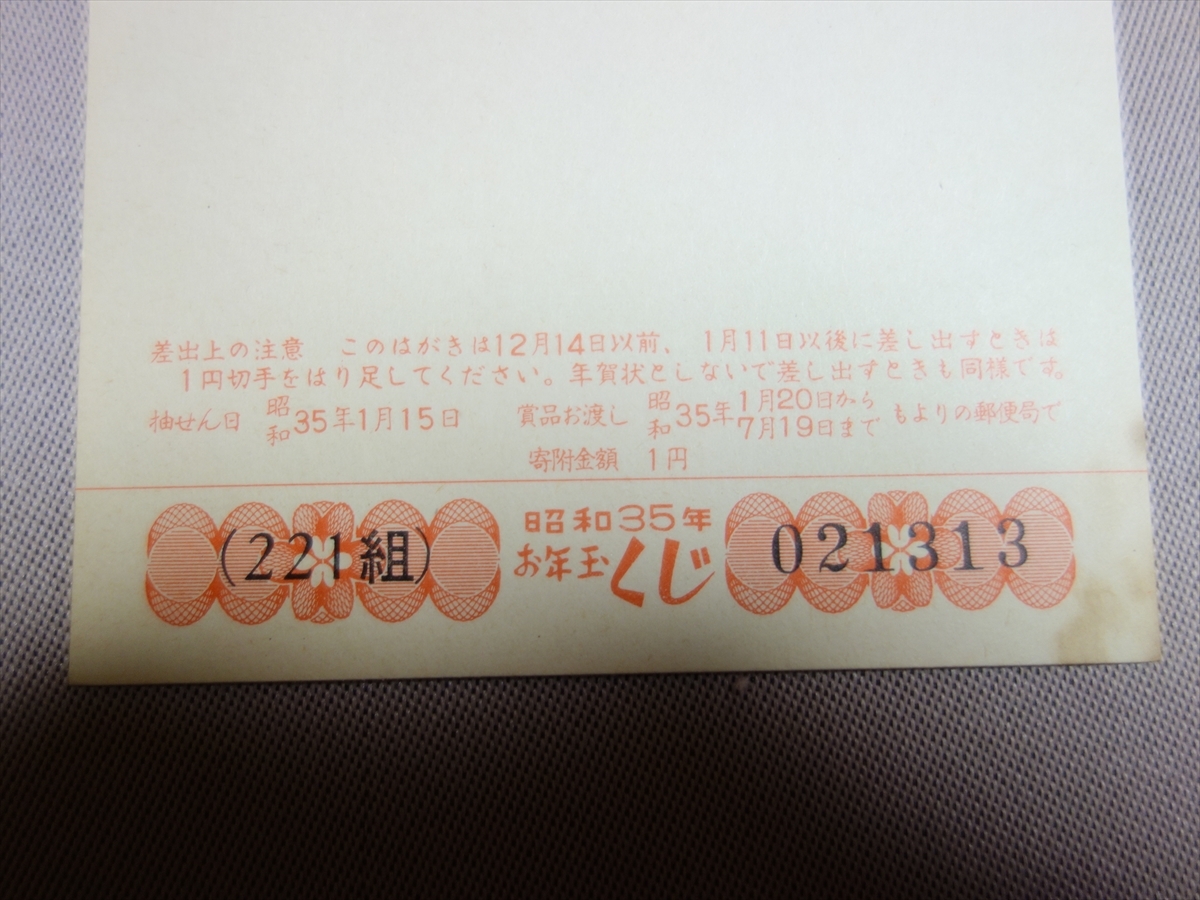 差出上の注意 このはがきは12月14日以前、1月11日以後に差し出すときは
1円切手をはり足してください。年賀状としないで差し出すときも同様です。
抽せん日 昭和35年1月15日 賞品お渡し 昭和35年1月20日から7月19日まで もよりの郵便局で
寄附金額 1円
(221組)
昭和35年
お年玉くじ
021313